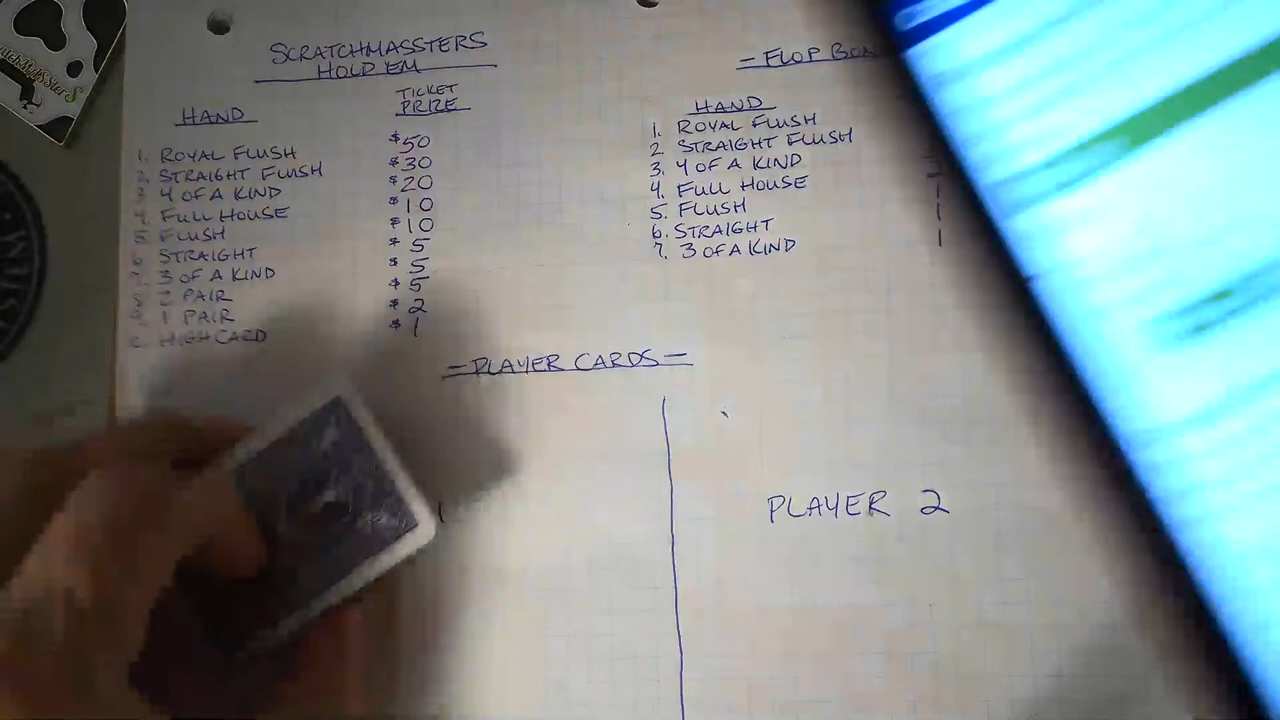 SCRATCHMASSTERS
HOLD'EM
HAND
TICKET
PRIZE
1. ROYAL FLUSH $50
2. STRAIGHT FLUSH $30
3 4 OF A KIND $20
4. FULL HOUSE $10
5. FLUSH $10
6 STRAIGHT $5
7. 3 OF A KIND $5
8 2 PAIR $5
1 PAIR $2
HIGH CARD $1
- FLOP
HAND
1. ROYAL FLUSH
2 STRAIGHT FLUSH
3. 4 OF A KIND
4. FULL HOUSE
5. FLUSH
6. STRAIGHT
7. 3 OF A KIND
- PLAYER CARDS -
1
PLAYER 2